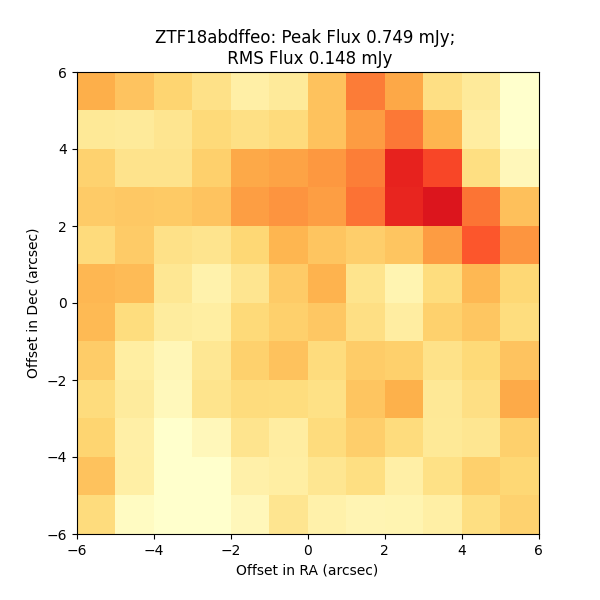 ZTF18abdffeo: Peak Flux 0.749 mJy;
RMS Flux 0.148 mJy
6
4
2
0
−2
−4
−6
Offset in Dec (arcsec)
−6 −4 −2 0 2 4 6
Offset in RA (arcsec)